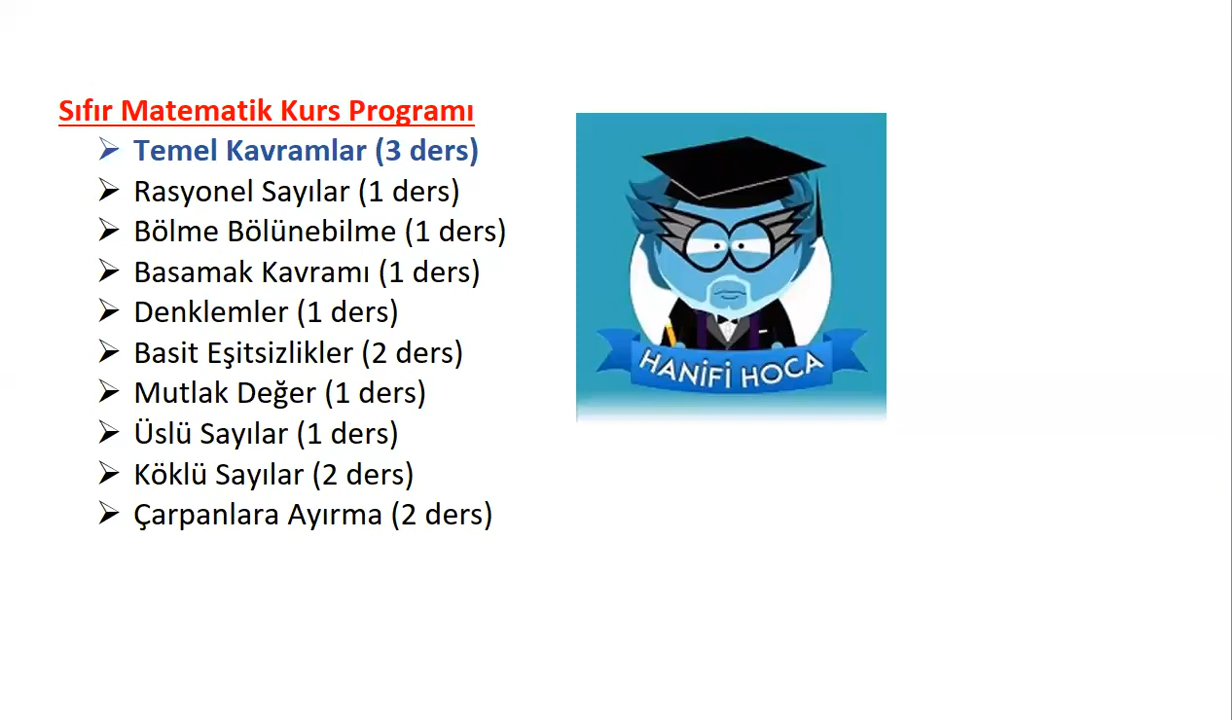 Sıfır Matematik Kurs Programı
Temel Kavramlar (3 ders)
Rasyonel Sayılar (1 ders)
Bölme Bölünebilme (1 ders)
Basamak Kavramı (1 ders)
Denklemler (1 ders)
Basit Eşitsizlikler (2 ders)
Mutlak Değer (1 ders)
Üslü Sayılar (1 ders)
Köklü Sayılar (2 ders)
Çarpanlara Ayırma (2 ders)
HANiFi HOCA